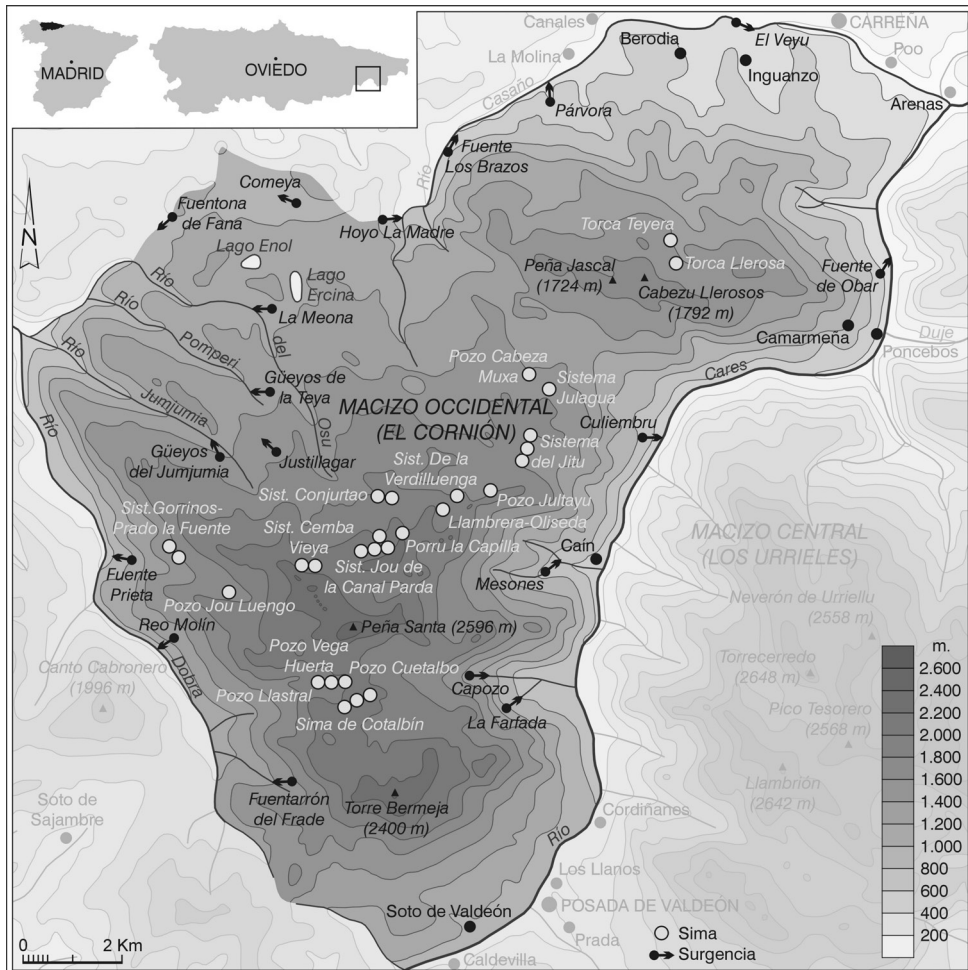 MADRID
OVIEDO
Canales
CARREÑA
La Molina
Berodia
El Veyu
Poo
Inguanzo
Casaño
Párvora
Arenas
Fuente
Los Brazos
Río
Comeya
Fuentona
de Fana
Hoyo La Madre
N
Lago Enol
Torca Teyera
Lago
Ercina
Peña Jascal
(1724 m)
Torca Llerosa
Cabezu Llerosos
(1792 m)
Fuente
de Obar
Río
La Meona
Río
del
Camarmeña
Duje
Poncebos
Pomperi
Río
Pozo Cabeza
Muxa
Sistema
Julagua
Cares
Güeyos de
la Teya
Jumjumia
MACIZO OCCIDENTAL
(EL CORNIÓN)
Culiembru
Río
Osu
Güeyos
del Jumjumia
Justillagar
Sistema
del Jitu
Sist. De la
Verdilluenga
Sist. Conjurtao
Pozo Jultayu
Sist.Gorrinos-
Prado la Fuente
Llambrera-Oliseda
Sist. Cemba
Vieya
Porru la Capilla
MACIZO CENTRAL
(LOS URRIELES)
Caín
Sist. Jou de
la Canal Parda
Mesones
Fuente
Prieta
Pozo Jou Luengo
Neverón de Urriellu
(2558 m)
Reo Molín
Peña Santa (2596 m)
m.
Pozo Vega
Huerta
Pozo Cuetalbo
Torrecerredo
(2648 m)
2.600
Canto Cabronero
(1996 m)
Dobra
Capozo
2.400
Pozo Llastral
La Farfada
Pico Tesorero
(2568 m)
2.200
Sima de Cotalbín
2.000
1.600
Llambrión
(2642 m)
1.400
Fuentarrón
del Frade
Torre Bermeja
(2400 m)
Cordiñanes
1.200
Soto de
Sajambre
Río
1.000
800
Los Llanos
600
Soto de Valdeón
POSADA DE VALDEÓN
400
0 2 Km
Prada
Sima
200
Caldevilla
Surgencia